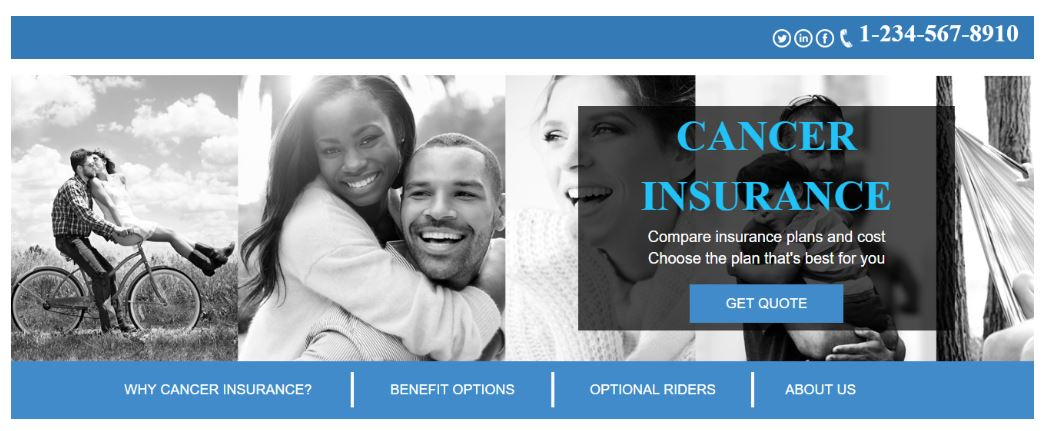 1-234-567-8910
CANCER
INSURANCE
Compare insurance plans and cost
Choose the plan that's best for you
GET QUOTE
WHY CANCER INSURANCE?
BENEFIT OPTIONS
OPTIONAL RIDERS
ABOUT US